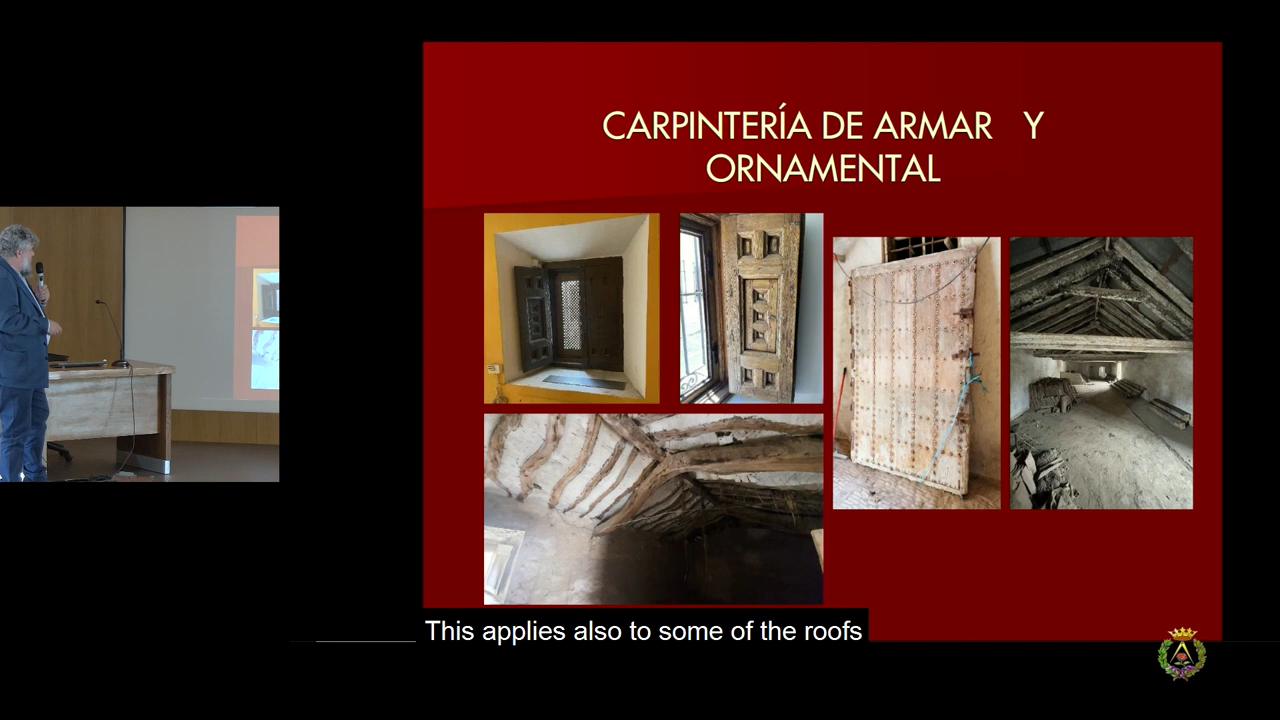 CARPINTERÍA DE ARMAR Y
ORNAMENTAL
This applies also to some of the roofs